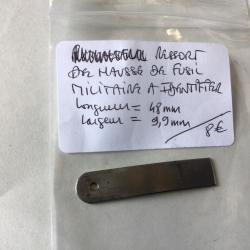 RESSORT
DE HAUSSE DE FUSIL
MILITAIRE A IDENTIFIER
Longueur = 48mm
Largeur = 9,9mm
8€